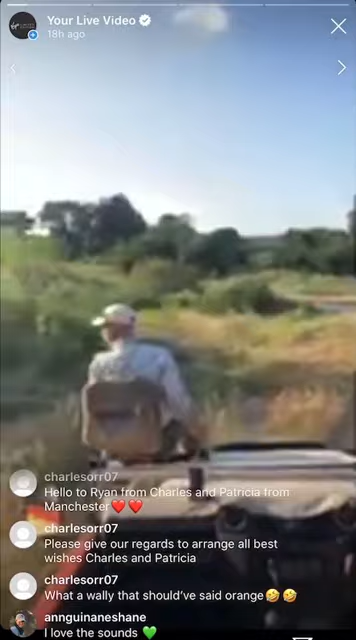 Your Live Video
18h ago
charlesorr07
Hello to Ryan from Charles and Patricia from
Manchester❤️❤️
charlesorr07
Please give our regards to arrange all best
wishes Charles and Patricia
charlesorr07
What a wally that should've said orange🤣🤣
annguinaneshane
I love the sounds 💚